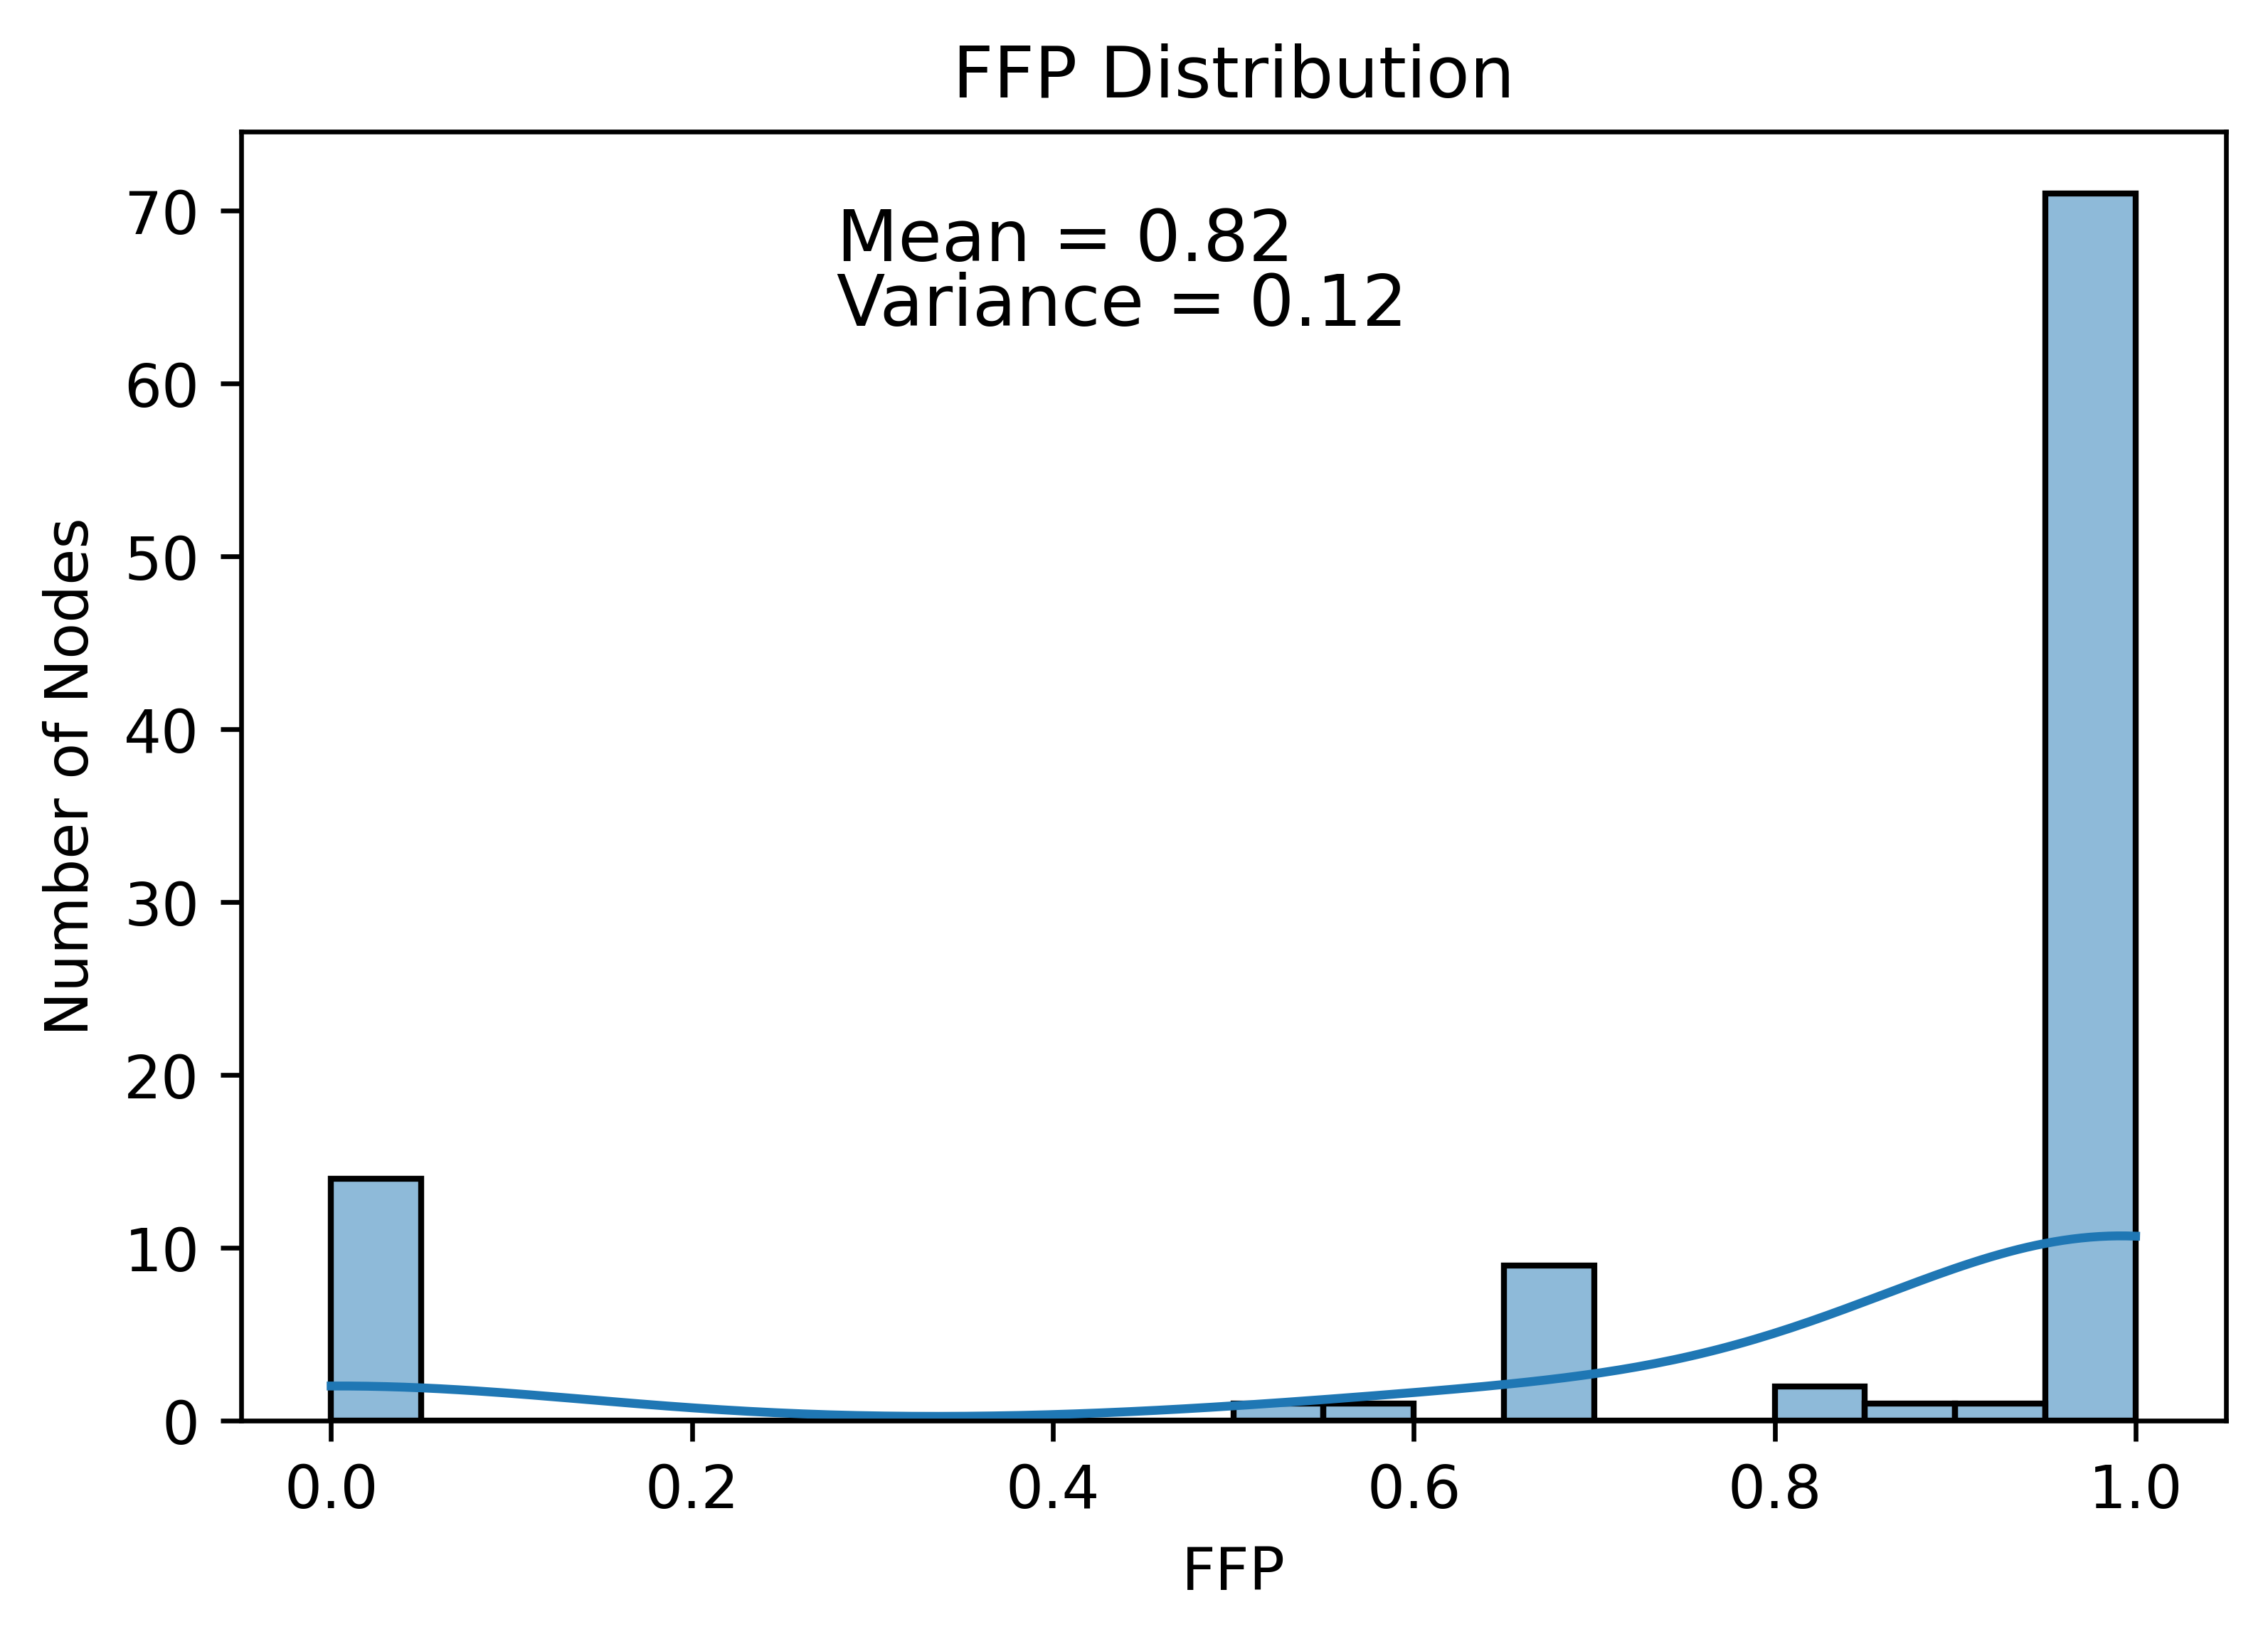 FFP Distribution
Mean = 0.82
Variance = 0.12
Number of Nodes
70
60
50
40
30
20
10
0
0.0 0.2 0.4 0.6 0.8 1.0
FFP